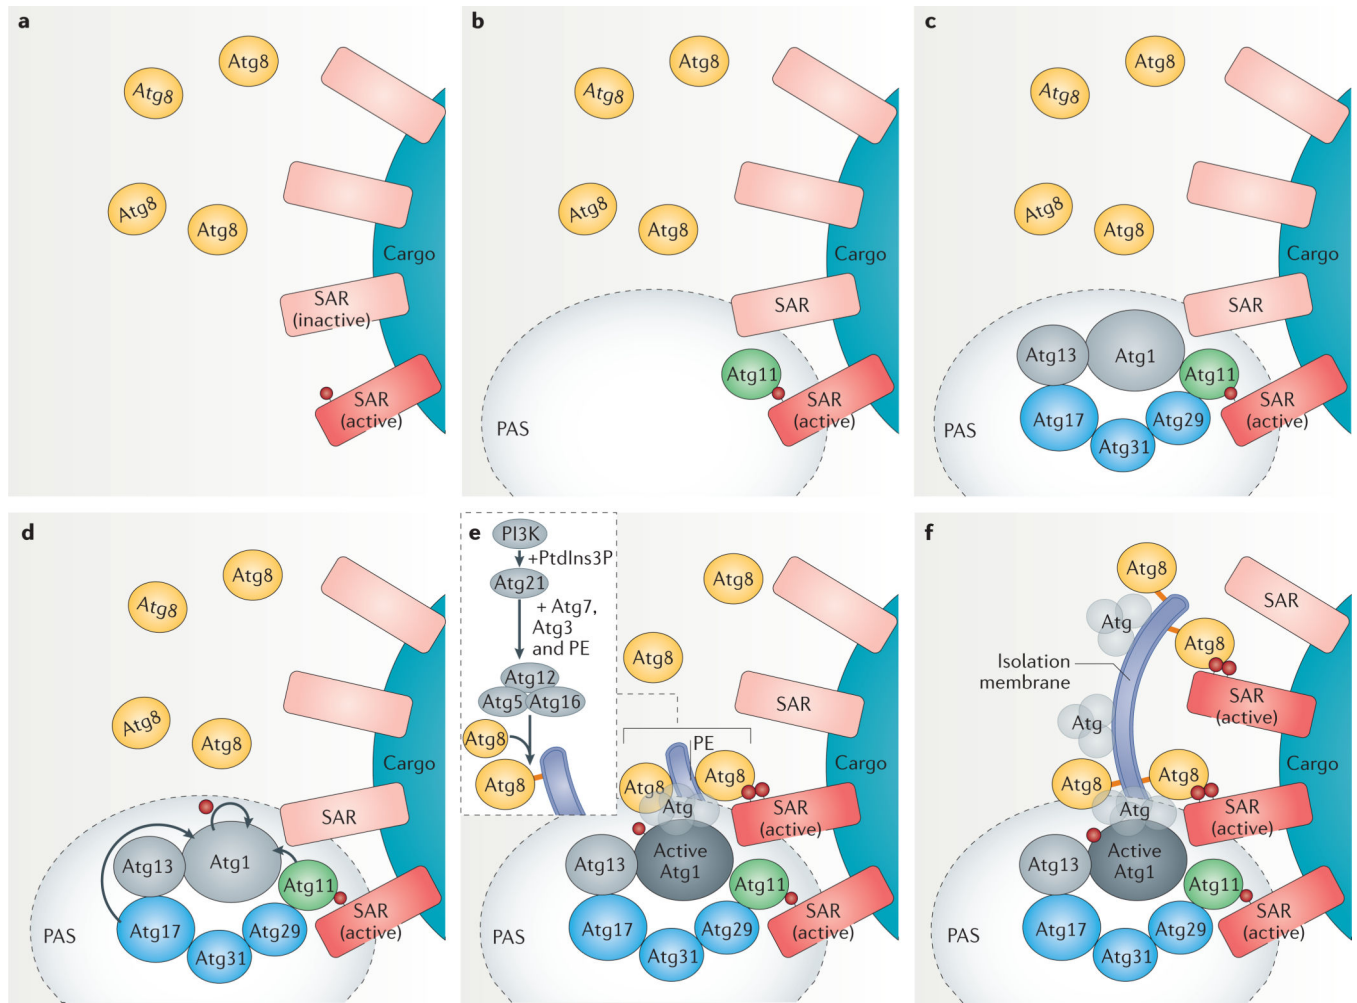 a
Atg8
Atg8
Atg8
Atg8
Cargo
SAR
(inactive)
SAR
(active)
b
Atg8
Atg8
Atg8
Atg8
Cargo
SAR
Atg11
SAR
(active)
PAS
c
Atg8
Atg8
Atg8
Atg8
Cargo
SAR
Atg13
Atg1
Atg11
SAR
(active)
Atg17
Atg29
Atg31
PAS
d
Atg8
Atg8
Atg8
Atg8
Cargo
SAR
Atg13
Atg1
Atg11
SAR
(active)
Atg17
Atg29
Atg31
PAS
e
PI3K
+PtdIns3P
Atg21
+ Atg7,
Atg3
and PE
Atg12
Atg5
Atg16
Atg8
Atg8
Atg8
Atg8
SAR
PE
Cargo
Atg8
Atg8
Atg
SAR
(active)
Atg13
Active
Atg1
Atg11
SAR
(active)
Atg17
Atg29
Atg31
PAS
f
Atg8
SAR
Atg
Atg8
Isolation
membrane
SAR
(active)
Atg
Cargo
Atg8
Atg8
Atg
SAR
(active)
Atg13
Active
Atg1
Atg11
SAR
(active)
Atg17
Atg29
Atg31
PAS